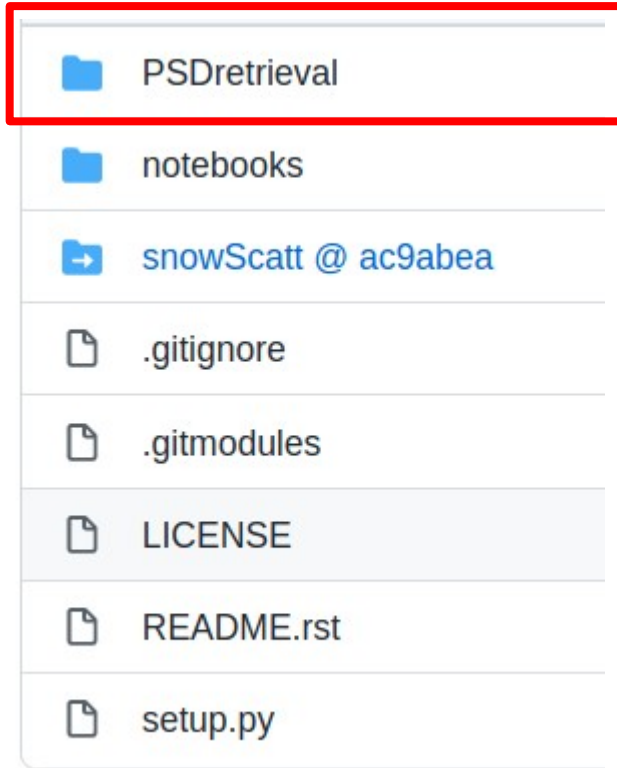 PSDretrieval
notebooks
snowScatt @ ac9abea
.gitignore
.gitmodules
LICENSE
README.rst
setup.py